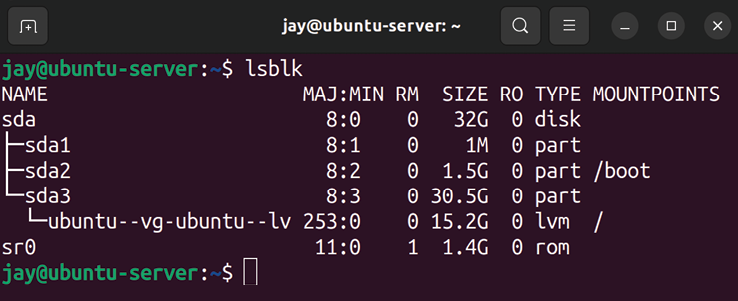 jay@ubuntu-server: ~
jay@ubuntu-server:~$ lsblk
NAME                      MAJ:MIN RM  SIZE RO TYPE MOUNTPOINTS
sda                         8:0    0   32G  0 disk
├─sda1                      8:1    0    1M  0 part
├─sda2                      8:2    0  1.5G  0 part /boot
└─sda3                      8:3    0 30.5G  0 part
  └─ubuntu--vg-ubuntu--lv 253:0    0 15.2G  0 lvm  /
sr0                        11:0    1  1.4G  0 rom
jay@ubuntu-server:~$